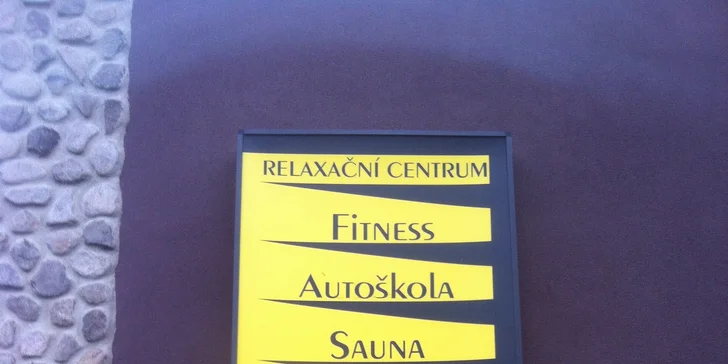 RELAXAČNÍ CENTRUM
FiTNESS
AUTOŠKOLA
SAUNA